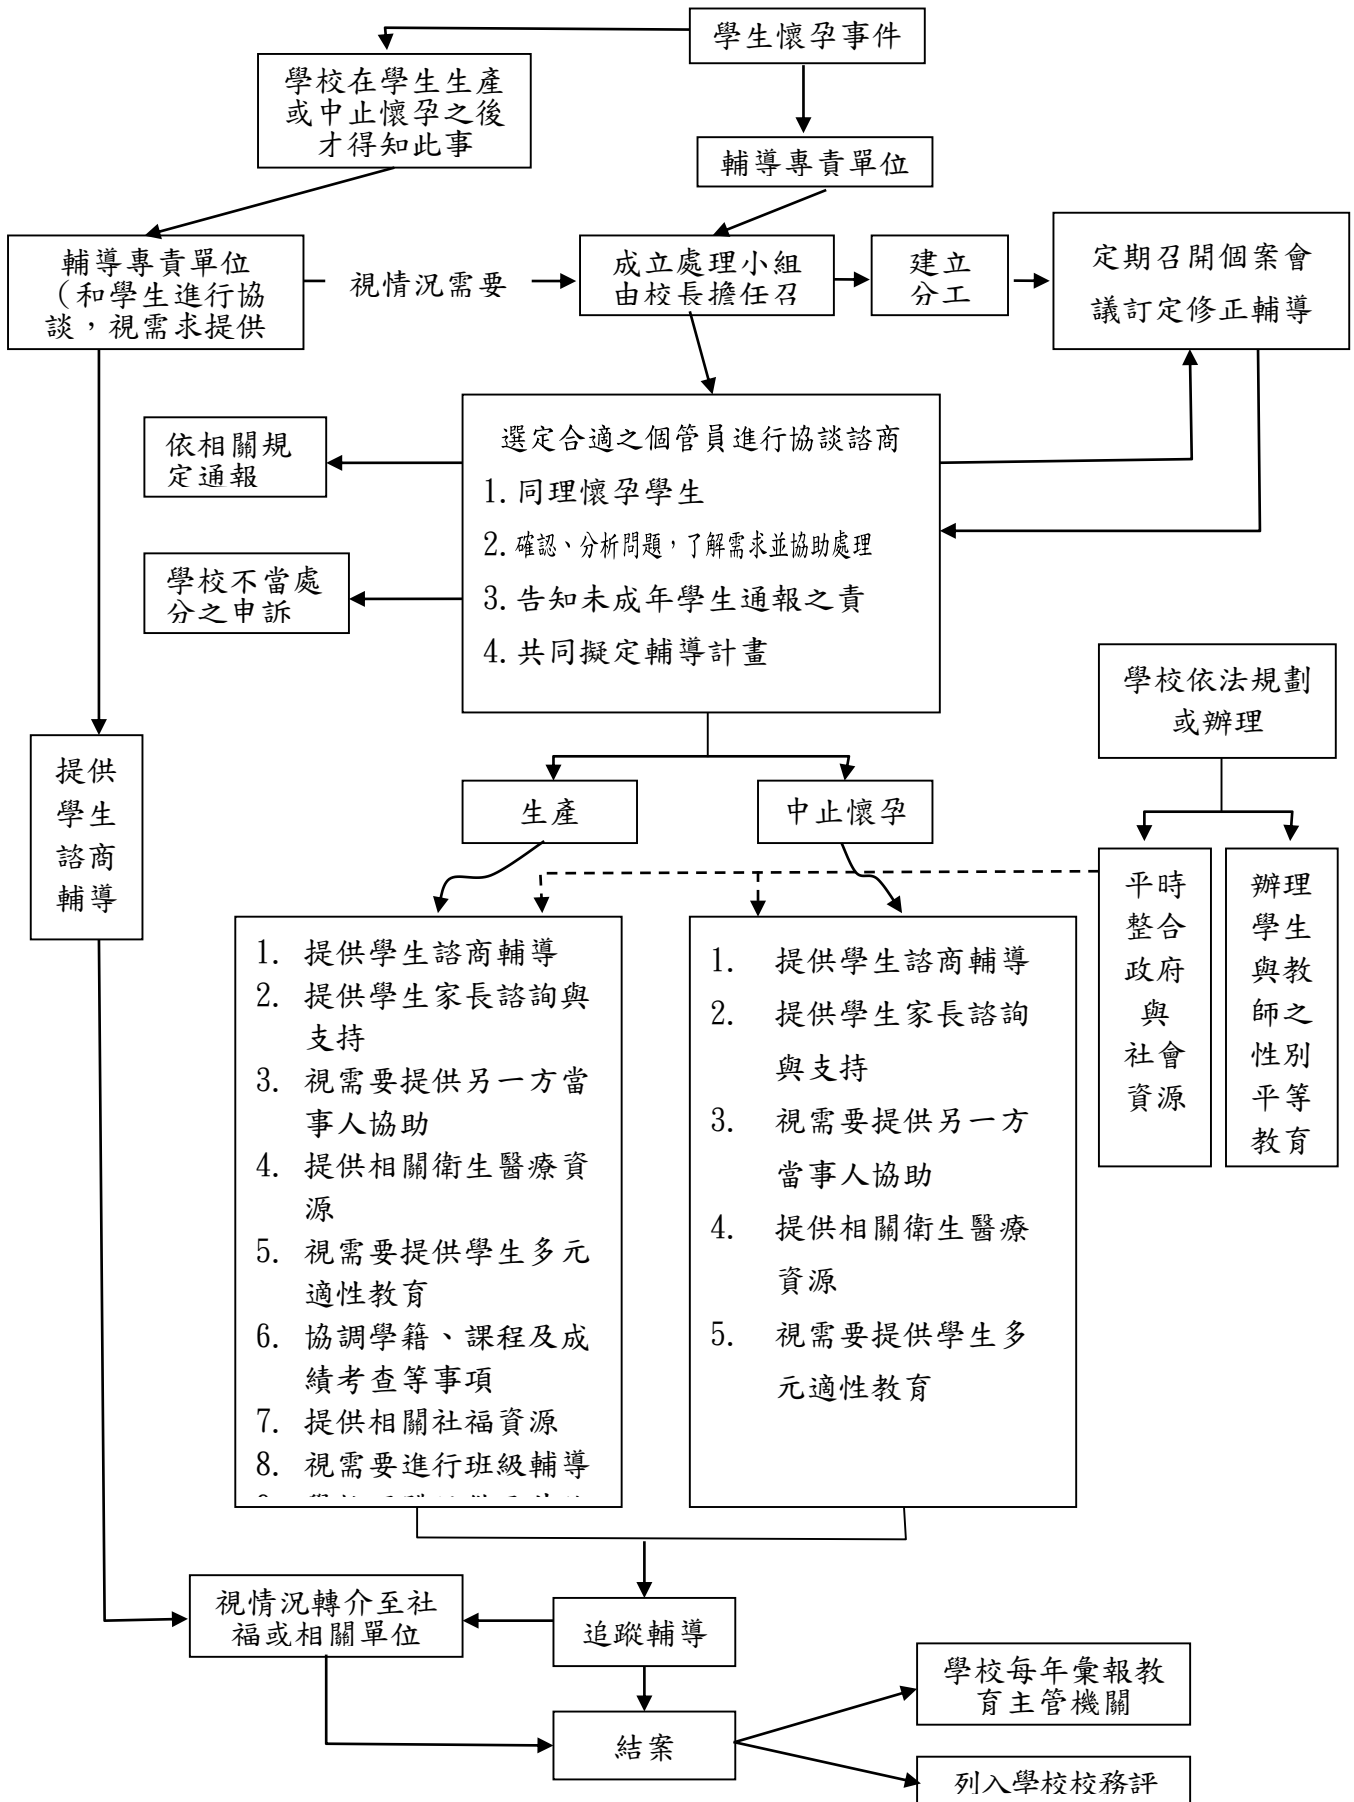 學生懷孕事件
學校在學生生產
或中止懷孕之後
才得知此事
輔導專責單位
輔導專責單位
（和學生進行協
談，視需求提供
視情況需要
成立處理小組
由校長擔任召
建立
分工
定期召開個案會
議訂定修正輔導
依相關規
定通報
學校不當處
分之申訴
選定合適之個管員進行協談諮商
1.同理懷孕學生
2.確認、分析問題，了解需求並協助處理
3.告知未成年學生通報之責
4.共同擬定輔導計畫
學校依法規劃
或辦理
提供
學生
諮商
輔導
生產
中止懷孕
平時
整合
政府
與
社會
資源
辦理
學生
與教
師之
性別
平等
教育
1. 提供學生諮商輔導
2. 提供學生家長諮詢與
支持
3. 視需要提供另一方當
事人協助
4. 提供相關衛生醫療資
源
5. 視需要提供學生多元
適性教育
6. 協調學籍、課程及成
績考查等事項
7. 提供相關社福資源
8. 視需要進行班級輔導
1. 提供學生諮商輔導
2. 提供學生家長諮詢
與支持
3. 視需要提供另一方
當事人協助
4. 提供相關衛生醫療
資源
5. 視需要提供學生多
元適性教育
視情況轉介至社
福或相關單位
追蹤輔導
結案
學校每年彙報教
育主管機關
列入學校校務評